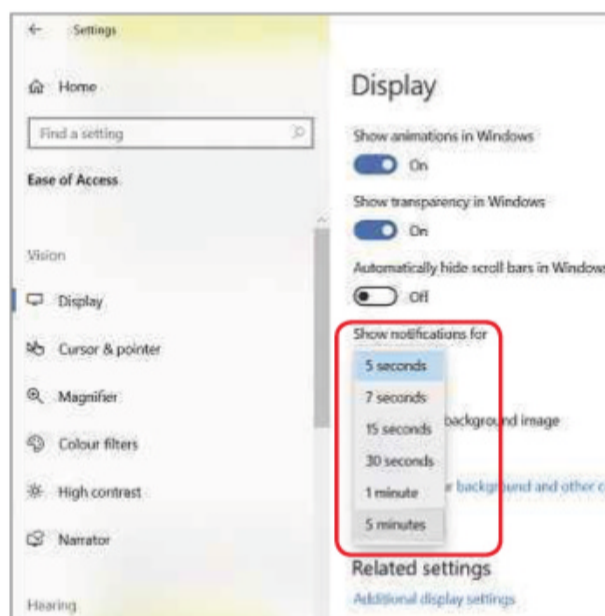 Settings
Home
Find a setting
Ease of Access
Vision
Display
Cursor & pointer
Magnifier
Colour filters
High contrast
Narrator
Hearing
Display
Show animations in Windows
On
Show transparency in Windows
On
Automatically hide scroll bars in Windows
Off
Show notifications for
5 seconds
7 seconds
15 seconds
background image
30 seconds
1 minute
background and other c
5 minutes
Related settings
Additional display settings